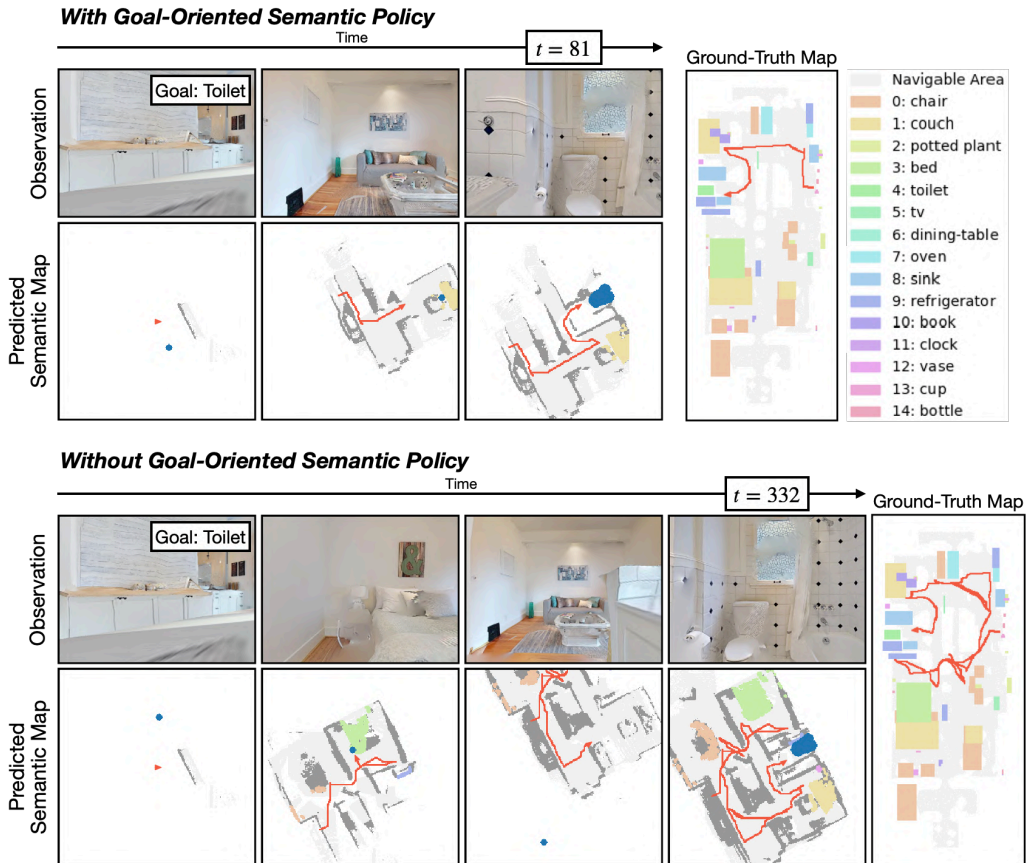 With Goal-Oriented Semantic Policy
Time
t = 81
Observation
Goal: Toilet
Predicted
Semantic Map
Ground-Truth Map
Navigable Area
0: chair
1: couch
2: potted plant
3: bed
4: toilet
5: tv
6: dining-table
7: oven
8: sink
9: refrigerator
10: book
11: clock
12: vase
13: cup
14: bottle
Without Goal-Oriented Semantic Policy
Time
t = 332
Observation
Goal: Toilet
Predicted
Semantic Map
Ground-Truth Map